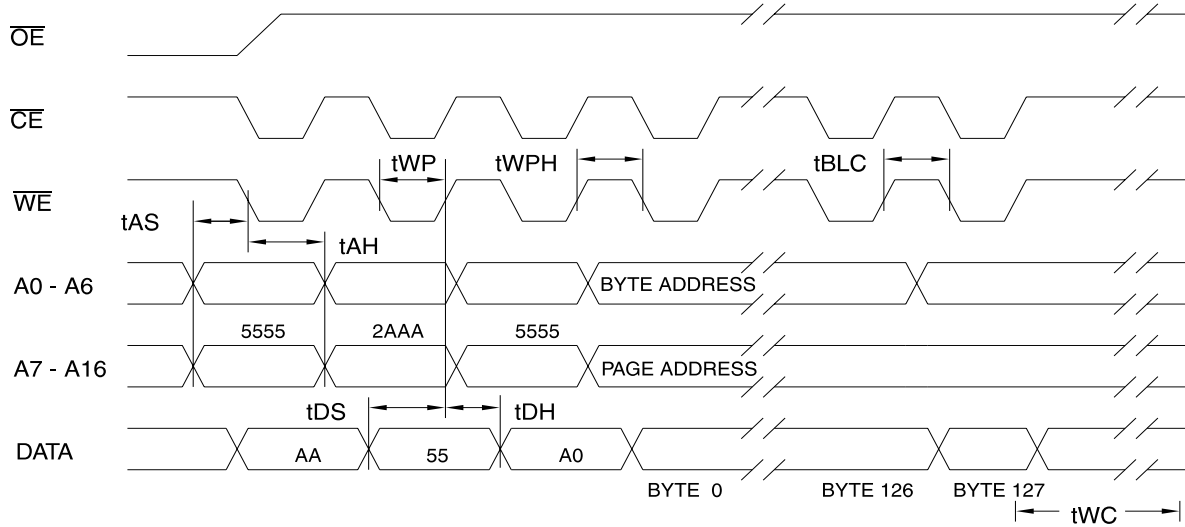 OE
CE
tWP tWPH tBLC
WE
tAS
tAH
A0 - A6 BYTE ADDRESS
5555 2AAA 5555
A7 - A16 PAGE ADDRESS
tDS tDH
DATA AA 55 A0
BYTE 0 BYTE 126 BYTE 127
tWC